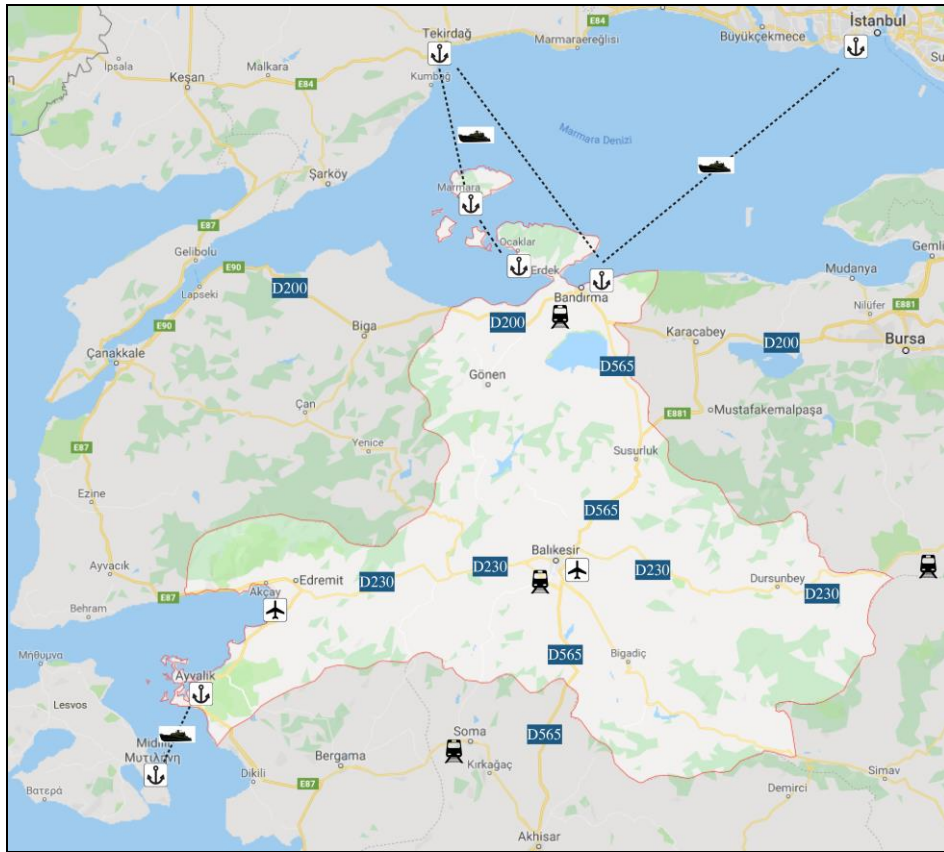 İstanbul
Tekirdağ
E84
Marmaraereğlisi
Büyükçekmece
İpsala
Malkara
Keşan
Kumbağ
E84
Marmara Denizi
Şarköy
Marmara
E87
Ocaklar
Gelibolu
Erdek
Gemli
E90
Mudanya
Lapseki
D200
Bandırma
Nilüfer
E881
D200
Biga
Karacabey
D200
Bursa
E90
Çanakkale
D565
Gönen
Çan
E881
Mustafakemalpaşa
E87
Yenice
Susurluk
Ezine
D565
Balıkesir
Ayvacık
Edremit
D230
D230
D230
Dursunbey
D230
Akçay
E87
Behram
Μήθυμνα
D565
Bigadiç
Ayvalık
Lesvos
Midilli
Μυτιλήνη
Soma
D565
Bergama
Kırkağaç
Dikili
E87
Simav
Βατερά
Demirci
Akhisar